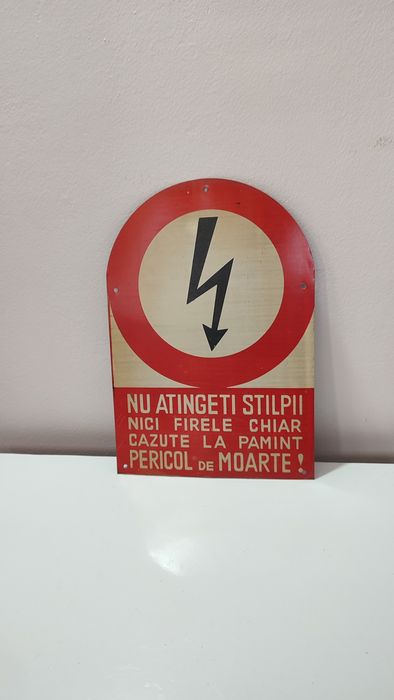 NU ATINGETI STILPII
NICI FIRELE CHIAR
CAZUTE LA PAMINT
PERICOL DE MOARTE!